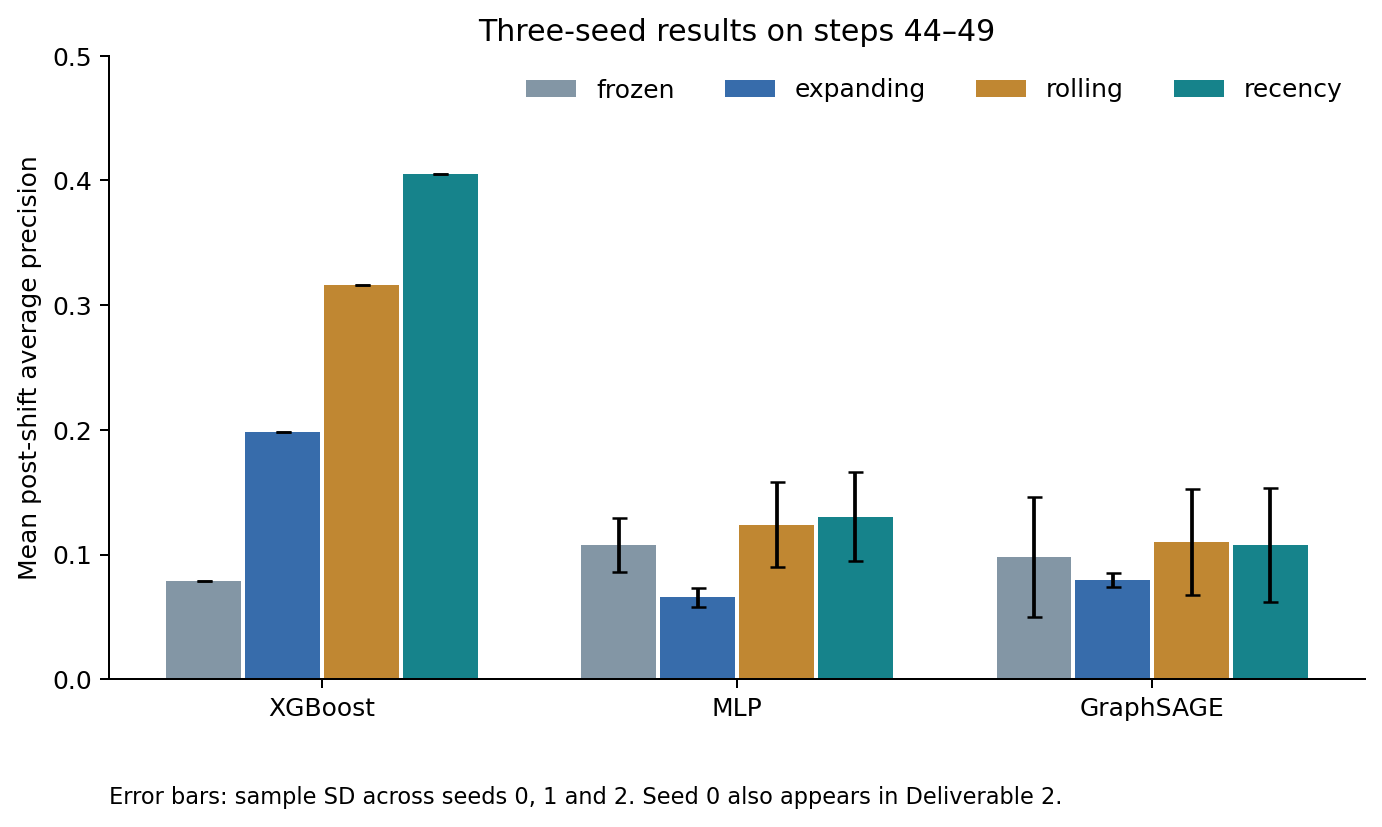 Three-seed results on steps 44–49
frozen expanding rolling recency
Mean post-shift average precision
0.5
0.4
0.3
0.2
0.1
0.0
XGBoost MLP GraphSAGE
Error bars: sample SD across seeds 0, 1 and 2. Seed 0 also appears in Deliverable 2.